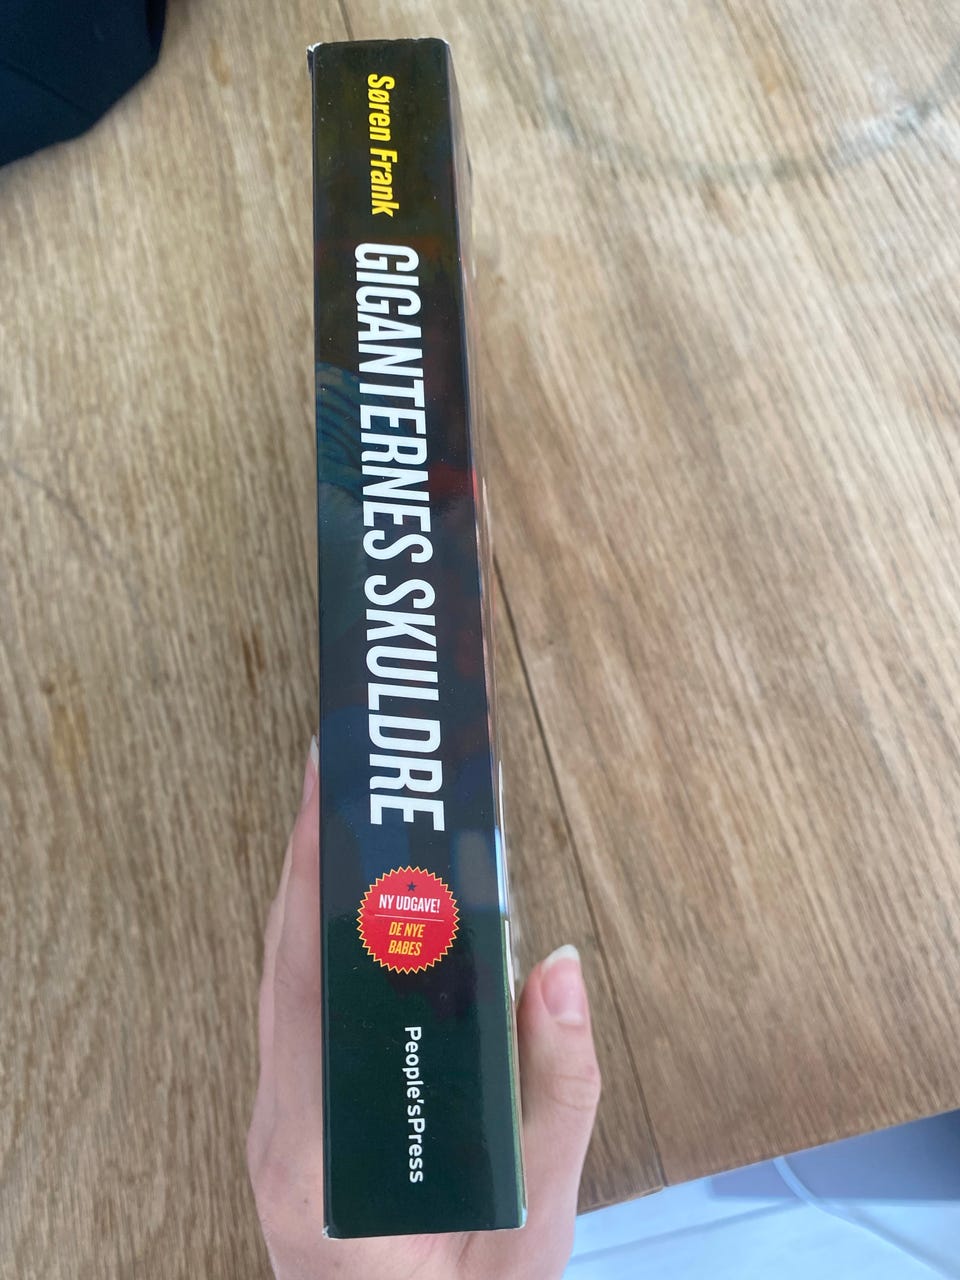 Søren Frank
GIGANTERNES SKULDRE
NY UDGAVE!
DE NYE
BABES
People'sPress